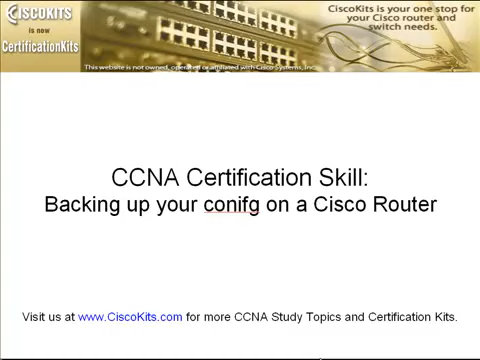 CISCOKITS
is now
CertificationKits
CiscoKits is your one stop for
your Cisco router and
switch needs.
This website is not owned, operated or affiliated with Cisco Systems, Inc.
CCNA Certification Skill:
Backing up your conifg on a Cisco Router
Visit us at www.CiscoKits.com for more CCNA Study Topics and Certification Kits.